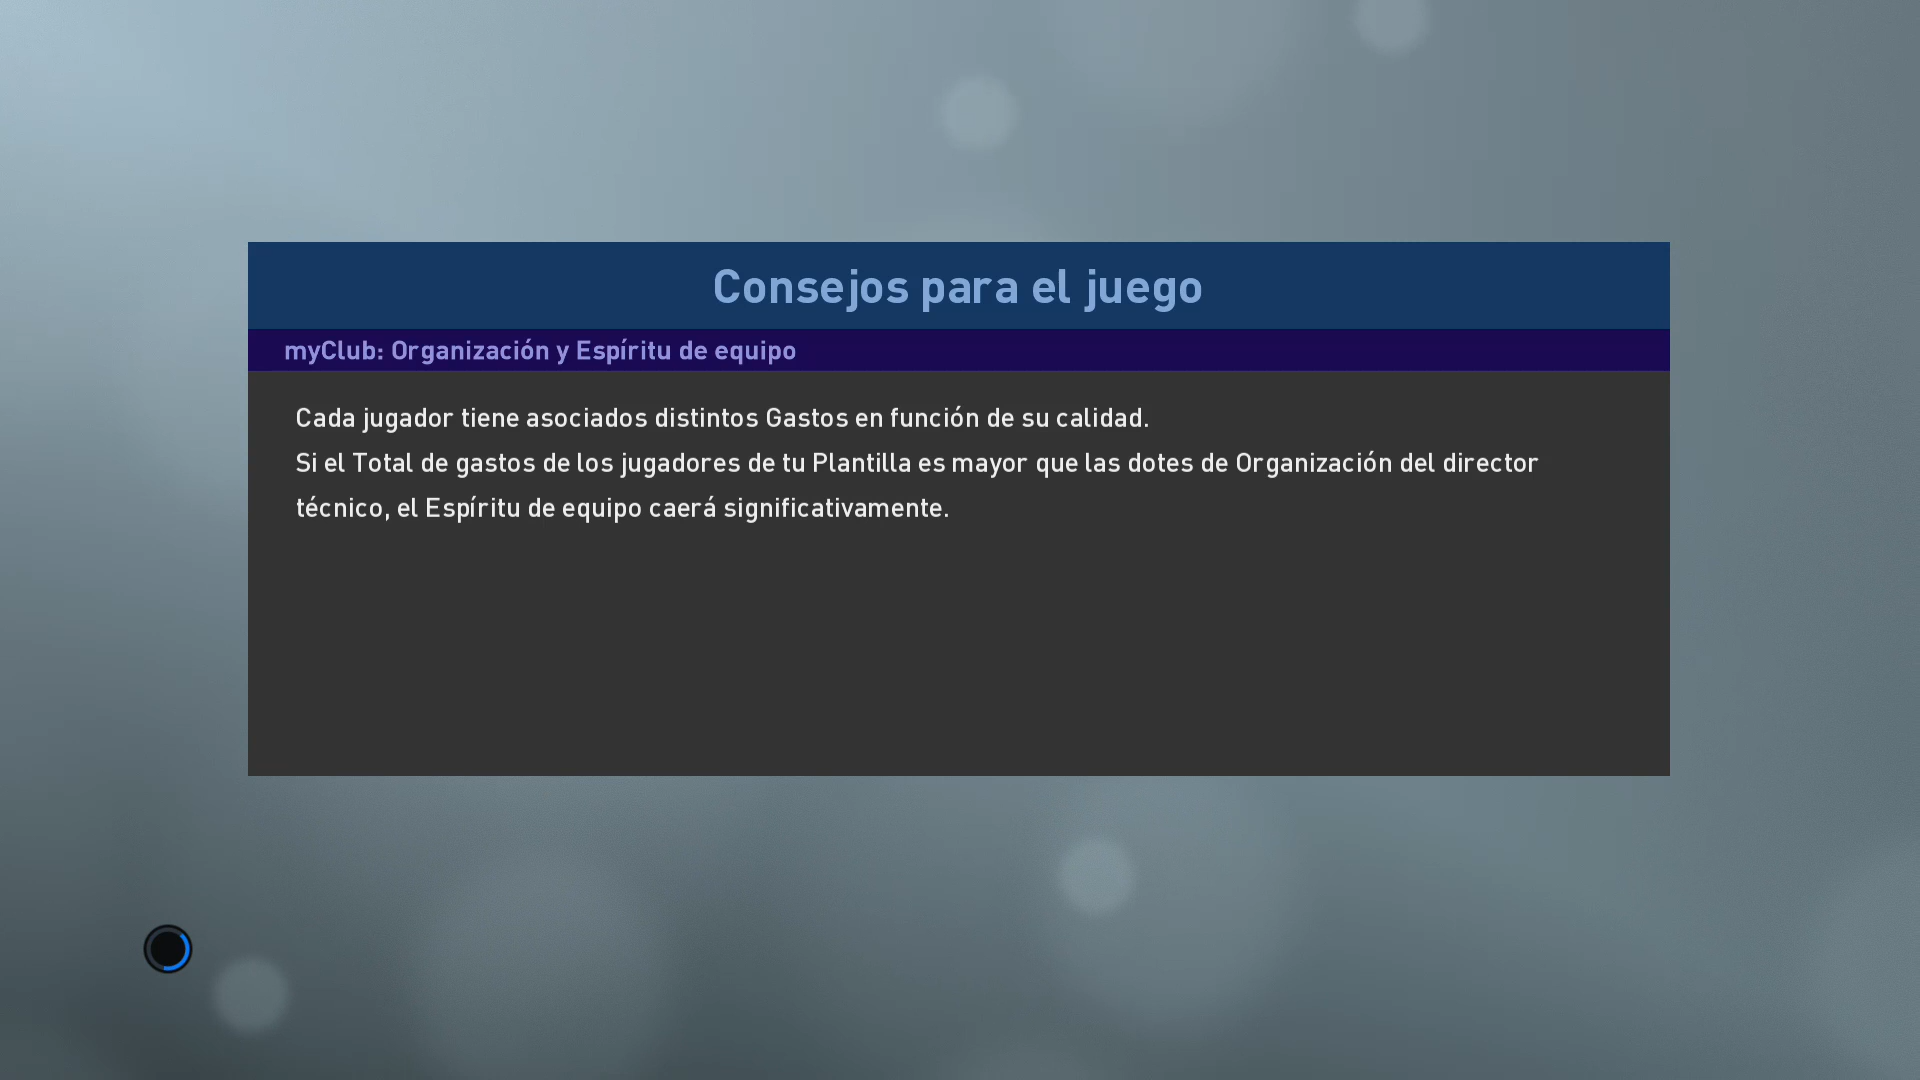 Consejos para el juego
myClub: Organización y Espíritu de equipo
Cada jugador tiene asociados distintos Gastos en función de su calidad.
Si el Total de gastos de los jugadores de tu Plantilla es mayor que las dotes de Organización del director
técnico, el Espíritu de equipo caerá significativamente.